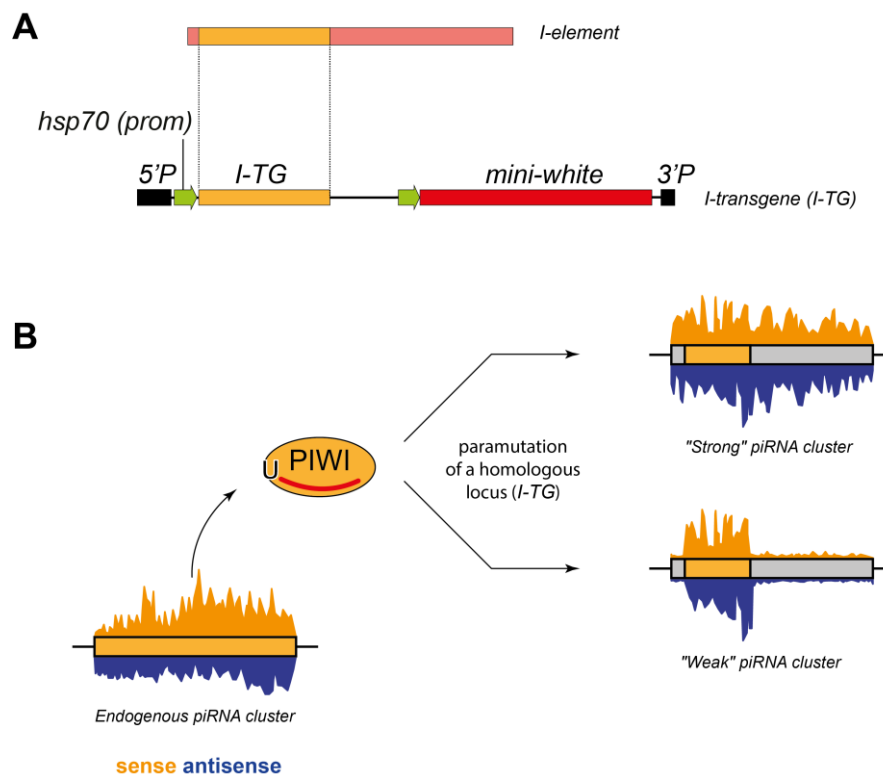 A
I-element
hsp70 (prom)
5'P
I-TG
mini-white
3'P
I-transgene (I-TG)
B
U
PIWI
paramutation
of a homologous
locus (I-TG)
"Strong" piRNA cluster
"Weak" piRNA cluster
Endogenous piRNA cluster
sense antisense